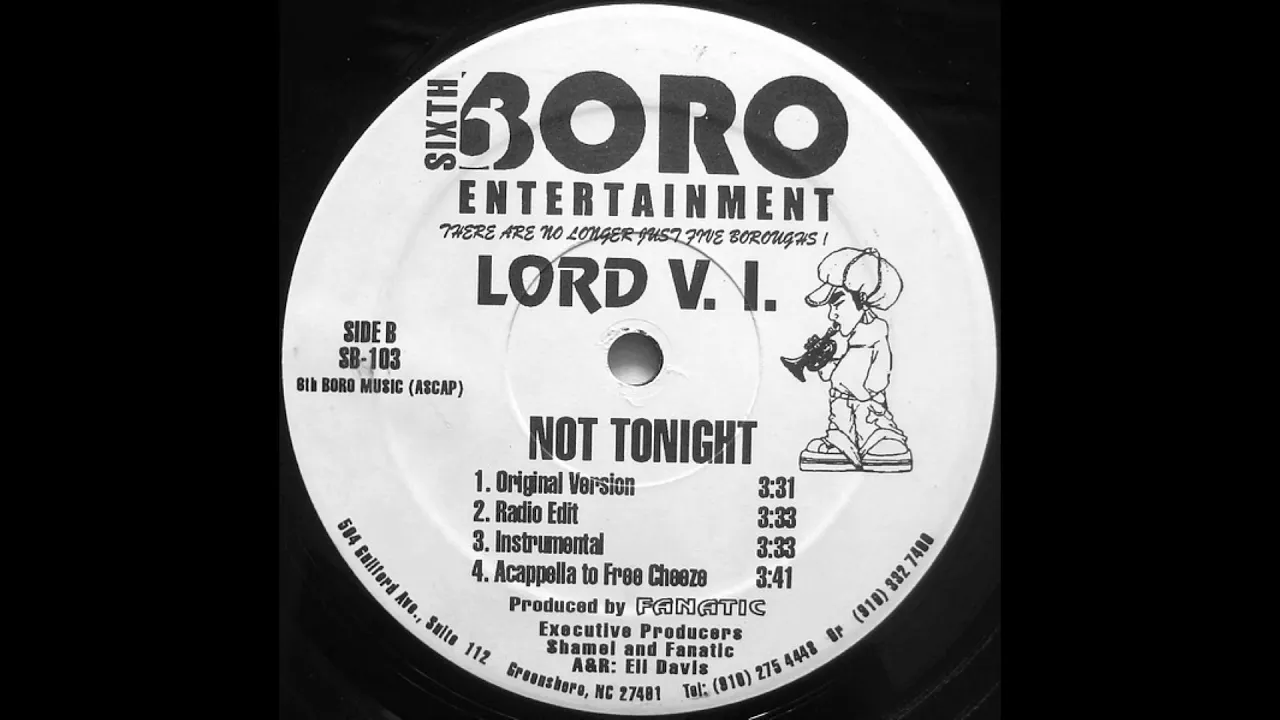 SIXTH
6BORO
ENTERTAINMENT
THERE ARE NO LONGER JUST FIVE BOROUGHS!
LORD V. I.
SIDE B
SB-103
6th BORO MUSIC (ASCAP)
NOT TONIGHT
1. Original Version 3:31
2. Radio Edit 3:33
3. Instrumental 3:33
4. Acappella to Free Cheeze 3:41
Produced by FANATIC
Executive Producers
Shamel and Fanatic
A&R: Eli Davis
504 Guilford Ave., Suite 112 Greensboro, NC 27401 Tel: (910) 275 4448 Or (910) 332 7400